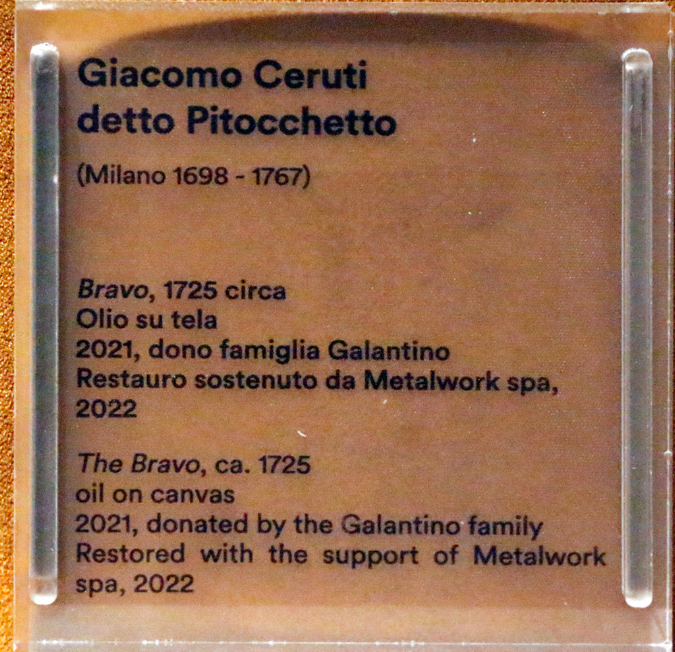 Giacomo Ceruti
detto Pitocchetto
(Milano 1698 - 1767)
Bravo, 1725 circa
Olio su tela
2021, dono famiglia Galantino
Restauro sostenuto da Metalwork spa,
2022
The Bravo, ca. 1725
oil on canvas
2021, donated by the Galantino family
Restored with the support of Metalwork
spa, 2022